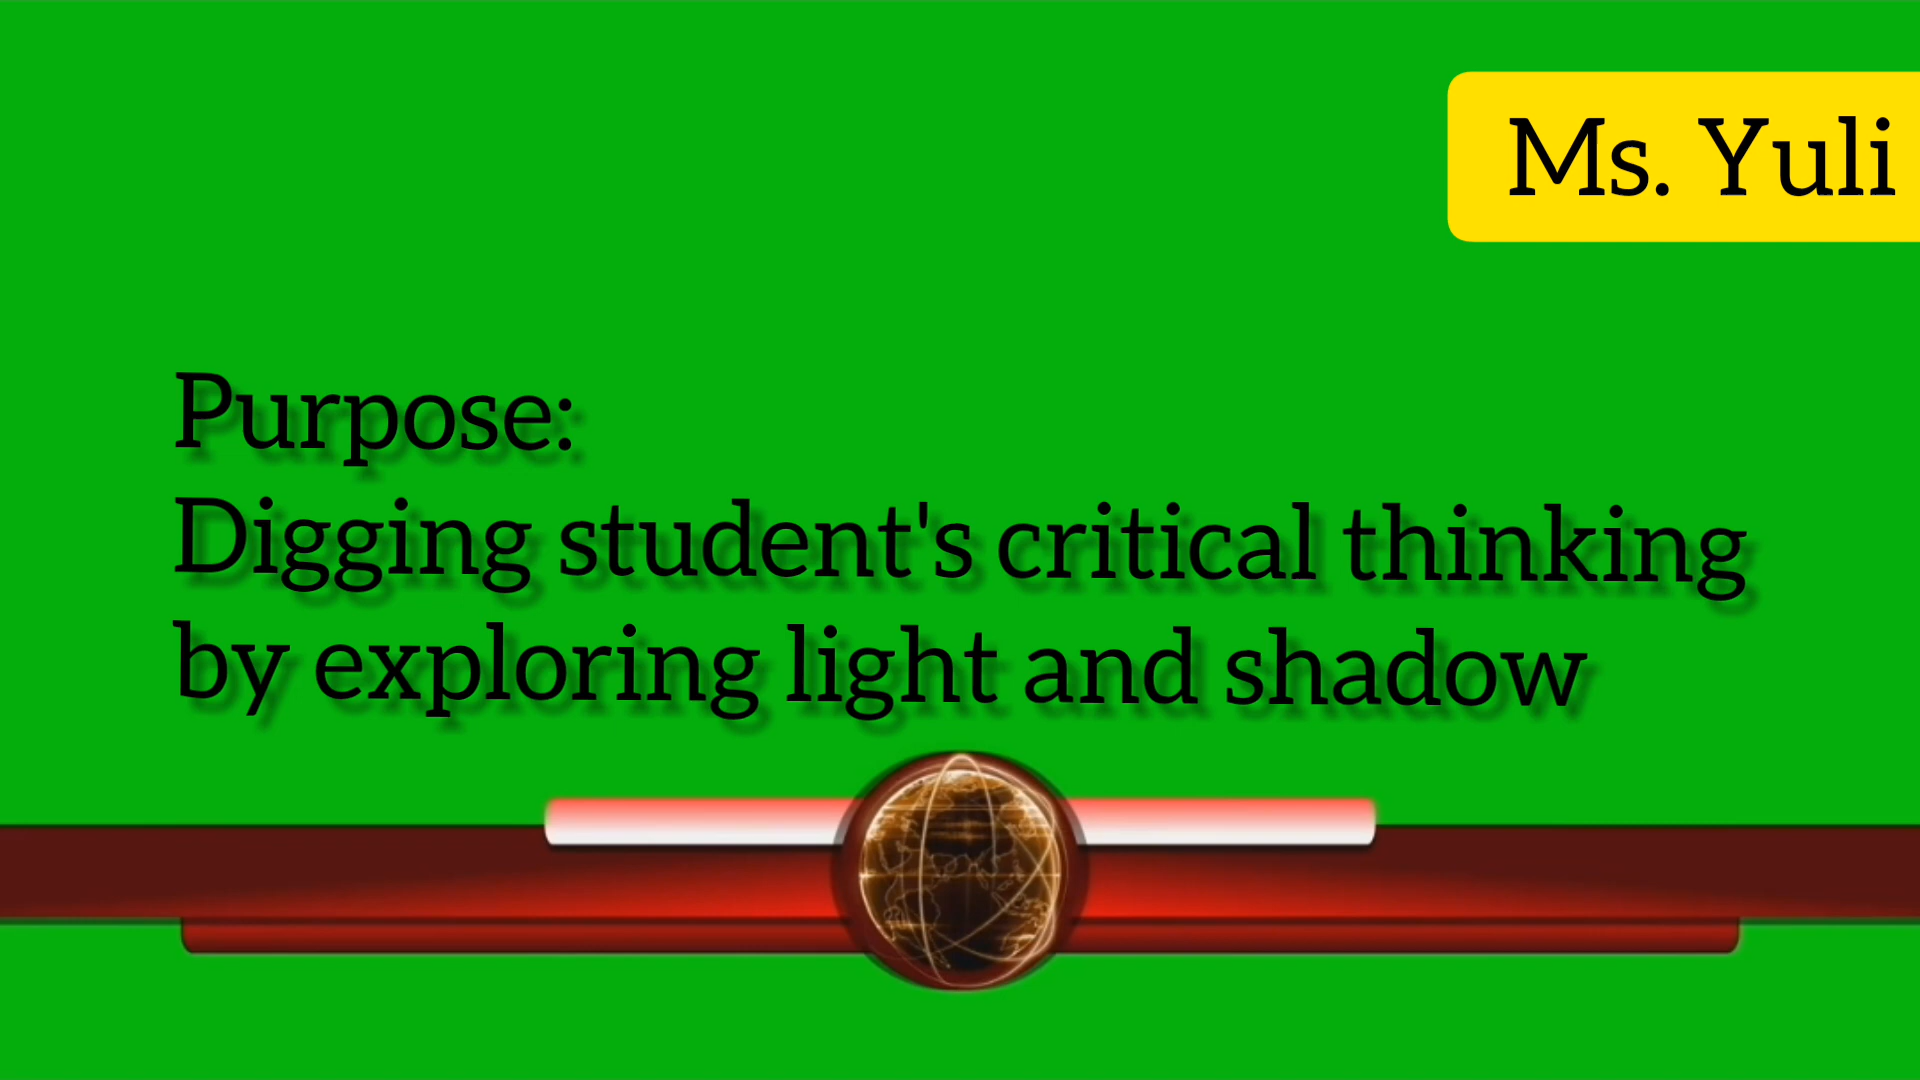 Ms. Yuli
Purpose:
Digging student's critical thinking
by exploring light and shadow